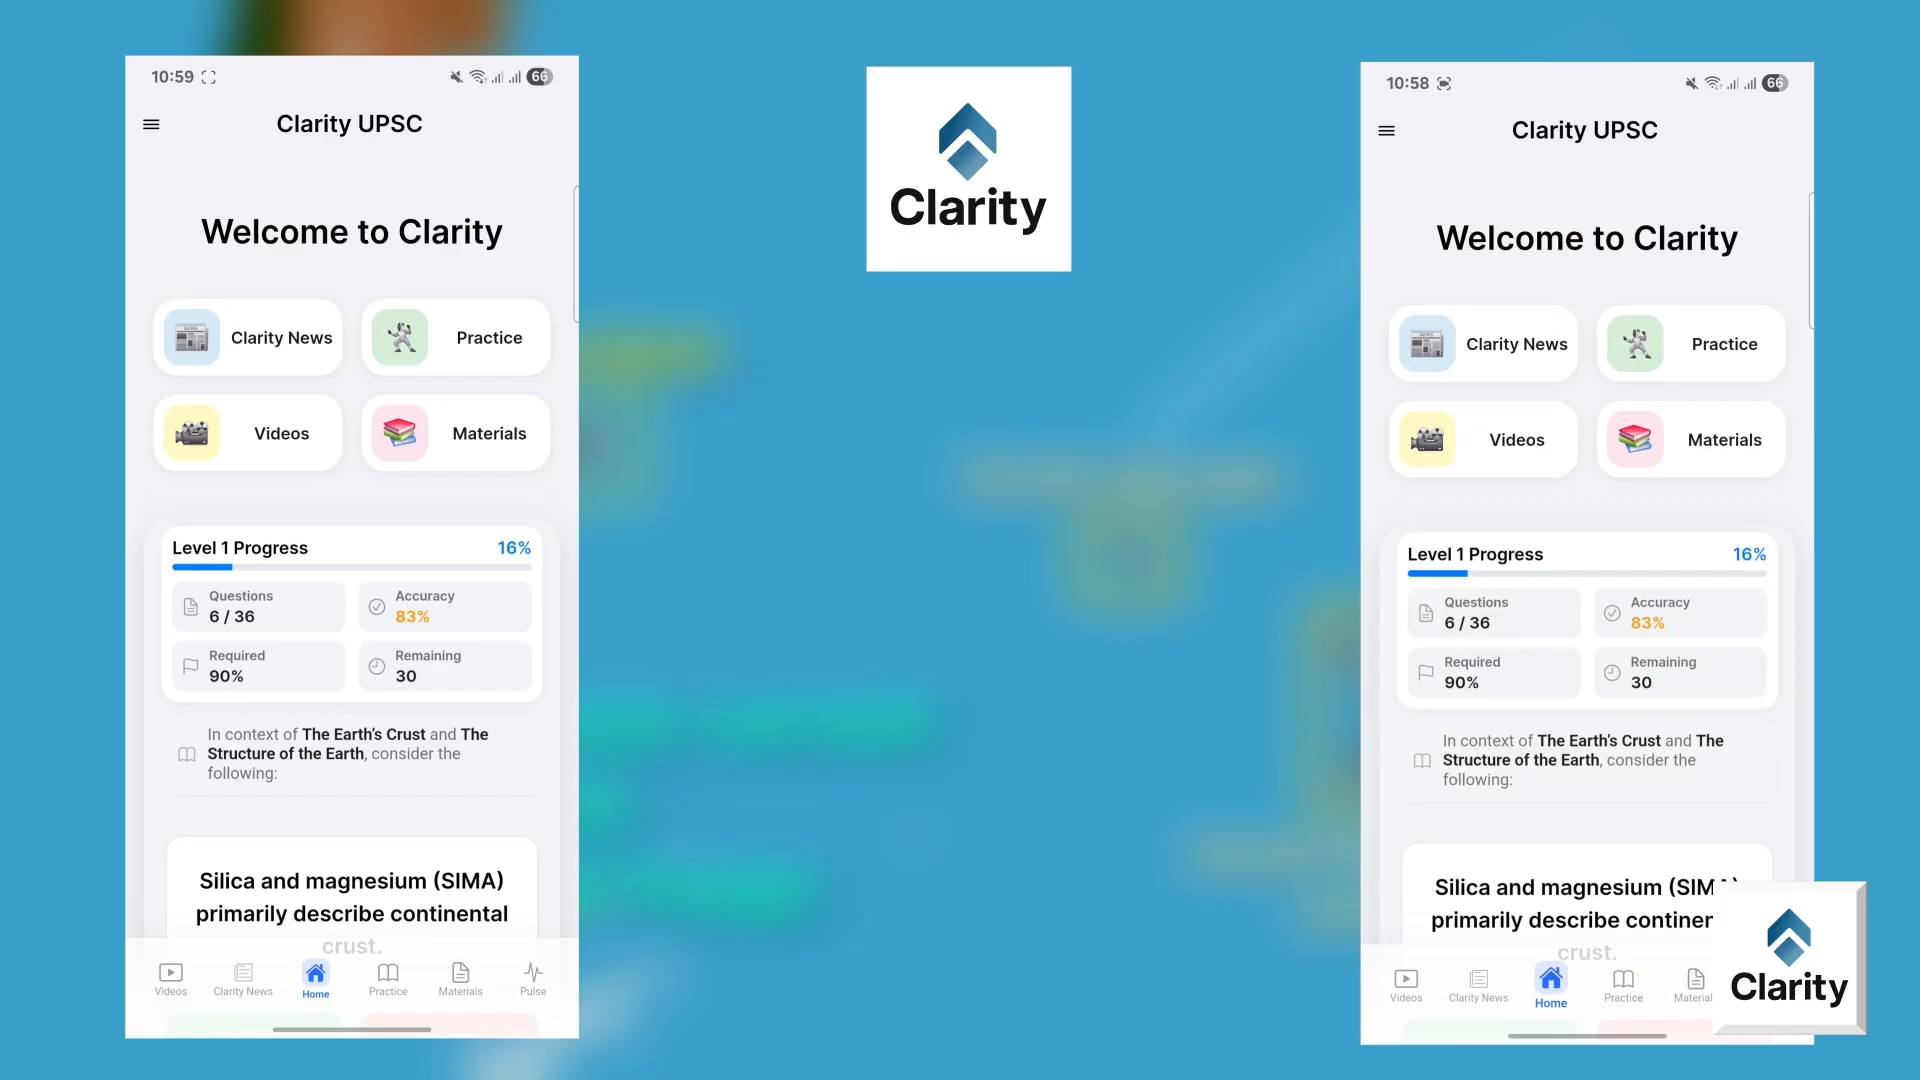 10:59
66
Clarity UPSC
Welcome to Clarity
NEWS
Clarity News
Practice
Videos
Materials
Level 1 Progress
16%
Questions
6 / 36
Accuracy
83%
Required
90%
Remaining
30
In context of The Earth’s Crust and The
Structure of the Earth, consider the
following:
Silica and magnesium (SIMA)
primarily describe continental
crust.
Videos
Clarity News
Home
Practice
Materials
Pulse
Clarity
10:58
66
Clarity UPSC
Welcome to Clarity
NEWS
Clarity News
Practice
Videos
Materials
Level 1 Progress
16%
Questions
6 / 36
Accuracy
83%
Required
90%
Remaining
30
In context of The Earth’s Crust and The
Structure of the Earth, consider the
following:
Silica and magnesium
primarily describe
crust.
Videos
Clarity News
Home
Practice
Clarity